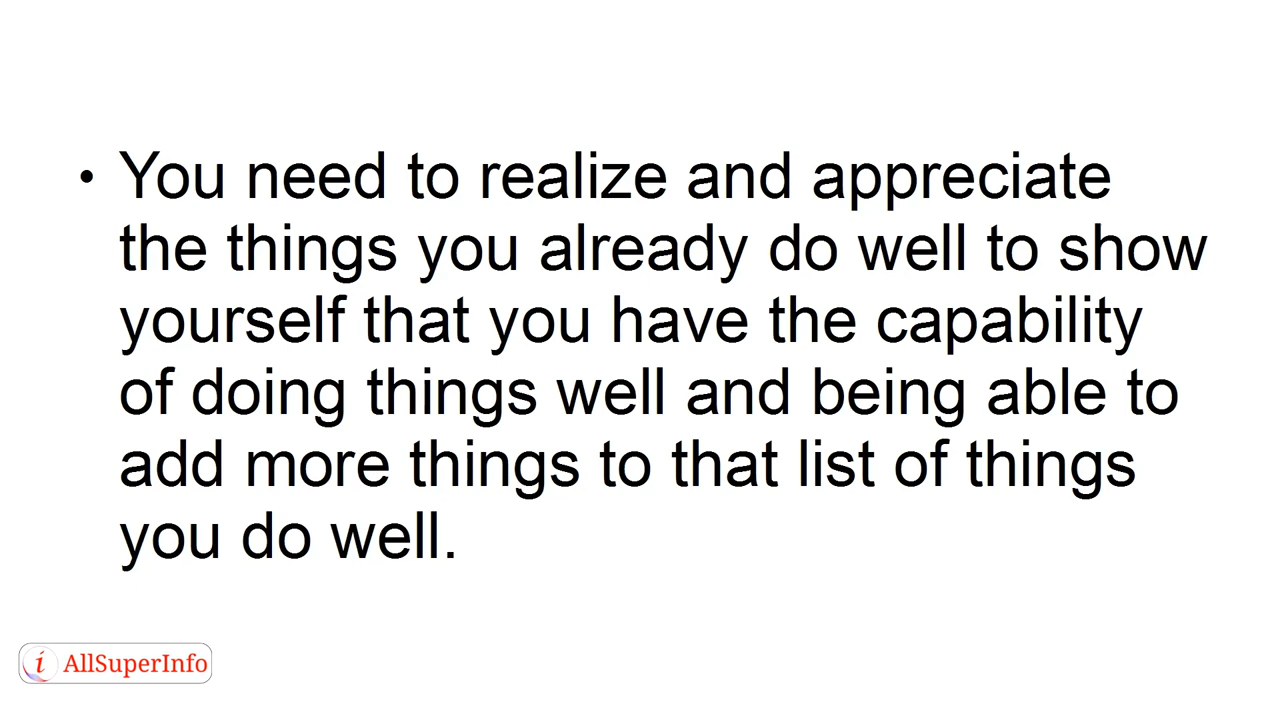 • You need to realize and appreciate
the things you already do well to show
yourself that you have the capability
of doing things well and being able to
add more things to that list of things
you do well.
i AllSuperInfo